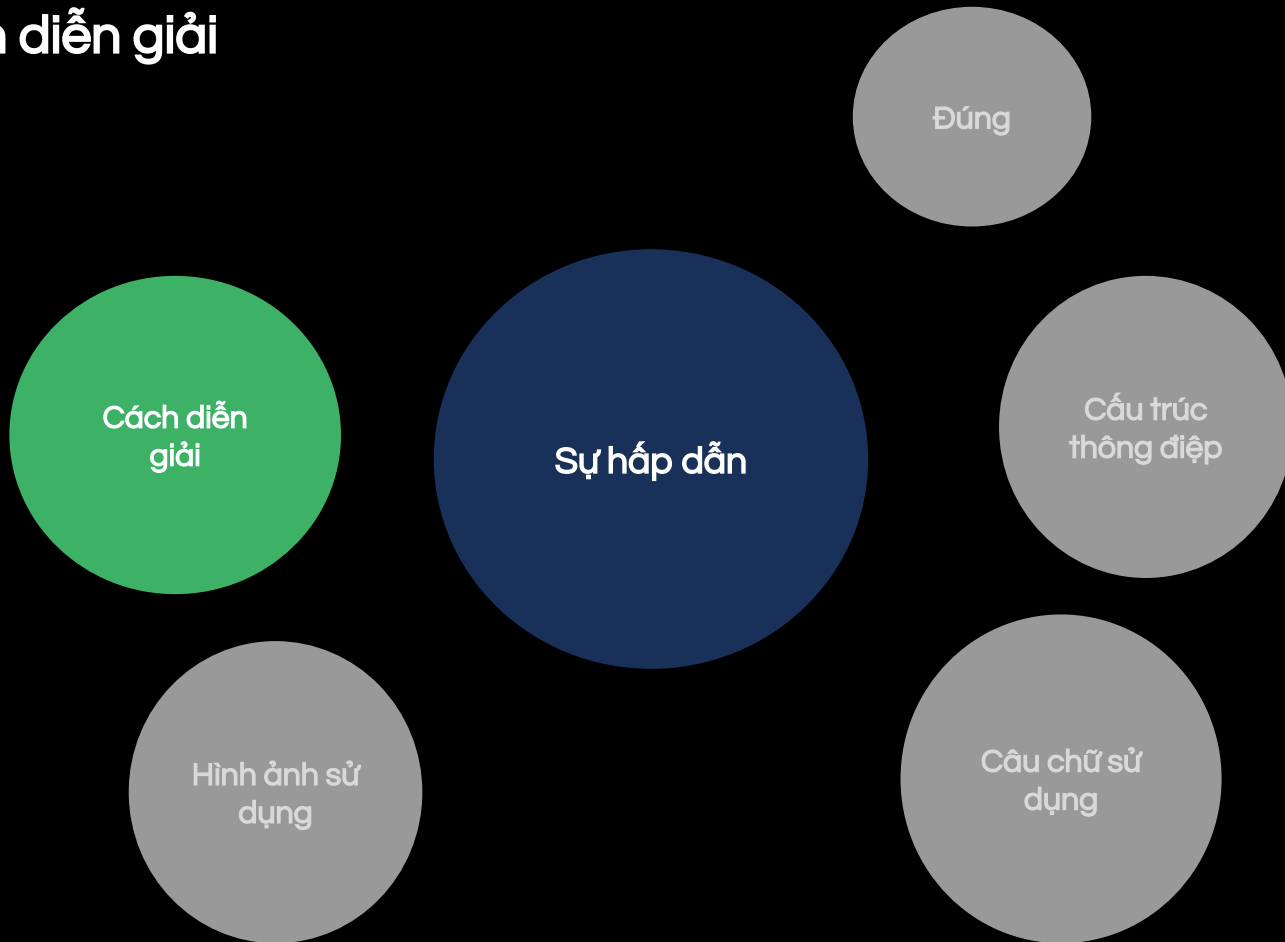 diễn giải
Đúng
Cách diễn
giải
Sự hấp dẫn
Cấu trúc
thông điệp
Hình ảnh sử
dụng
Câu chữ sử
dụng